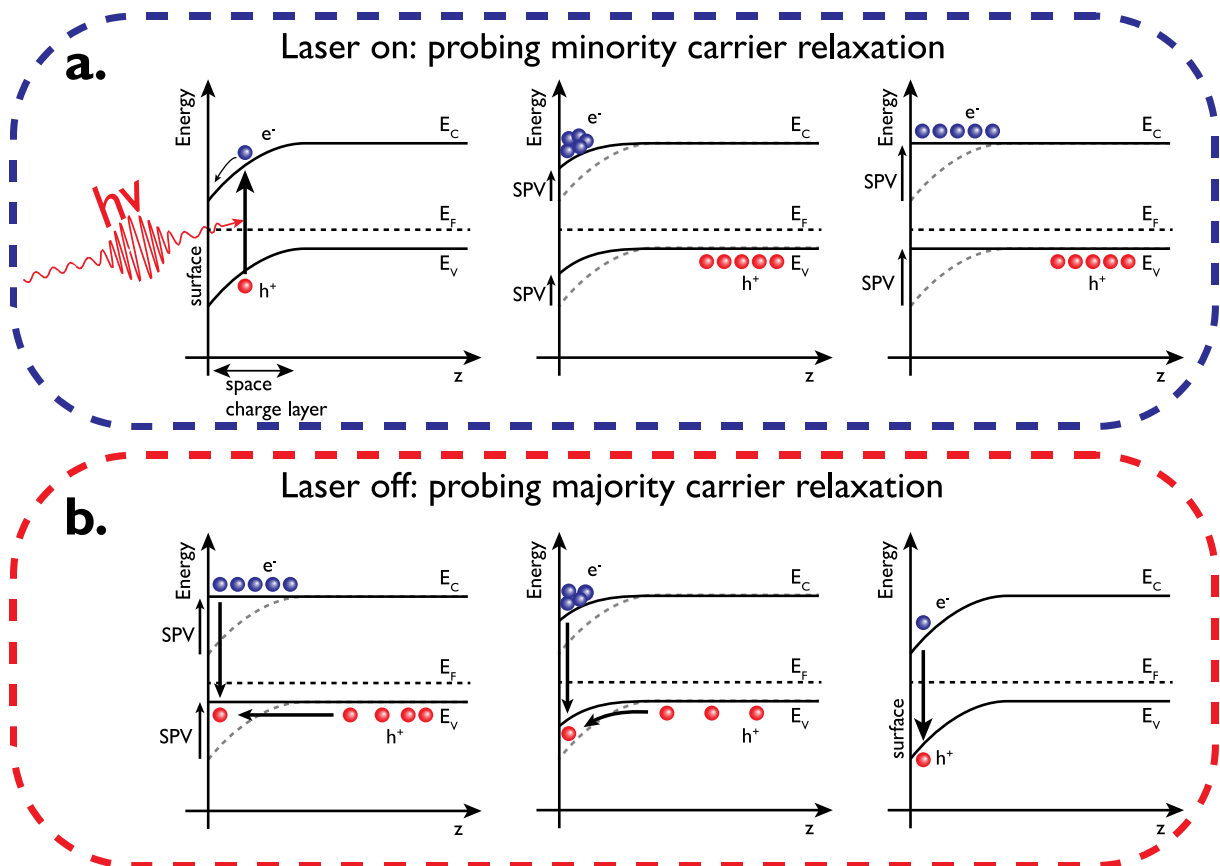 a.
Laser on: probing minority carrier relaxation
hν
Energy
e-
E_C
E_F
E_V
h+
surface
space
charge layer
z
Energy
SPV
SPV
E_C
E_F
E_V
h+
z
Energy
SPV
SPV
E_C
E_F
E_V
h+
z
b.
Laser off: probing majority carrier relaxation
Energy
e-
SPV
SPV
E_C
E_F
E_V
h+
z
Energy
e-
E_C
E_F
E_V
h+
z
Energy
e-
E_C
E_F
E_V
surface
h+
z